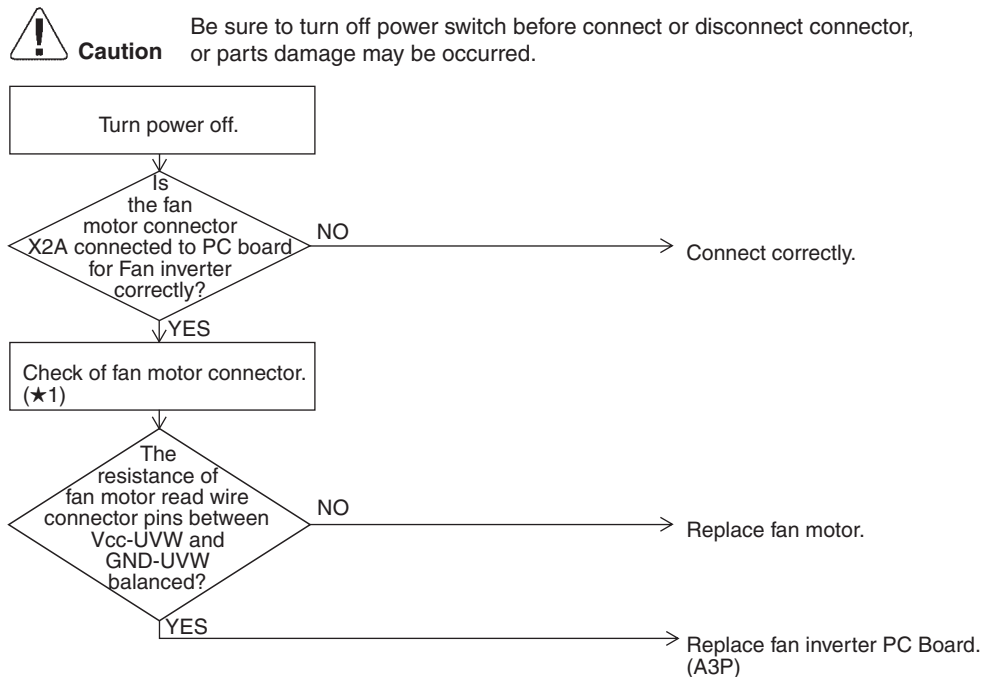 Be sure to turn off power switch before connect or disconnect connector,
Caution
or parts damage may be occurred.
Turn power off.
Is
the fan
motor connector
X2A connected to PC board
for Fan inverter
correctly?
NO
Connect correctly.
YES
Check of fan motor connector.
(★1)
The
resistance of
fan motor read wire
connector pins between
Vcc-UVW and
GND-UVW
balanced?
NO
Replace fan motor.
YES
Replace fan inverter PC Board.
(A3P)